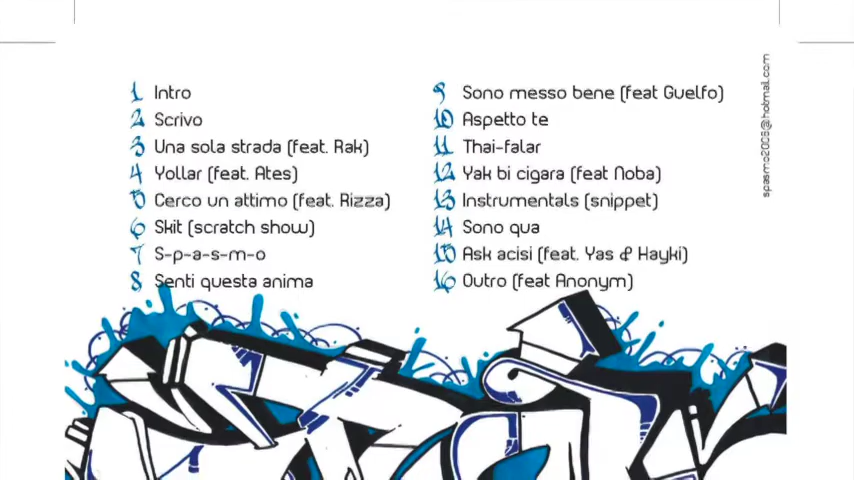 1 Intro
2 Scrivo
3 Una sola strada (feat. Rak)
4 Yollar (feat. Ates)
5 Cerco un attimo (feat. Rizza)
6 Skit (scratch show)
7 S-p-a-s-m-o
8 Senti questa anima
9 Sono messo bene (feat Guelfo)
10 Aspetto te
11 Thai-falar
12 Yak bi cigara (feat Noba)
13 Instrumentals (snippet)
14 Sono qua
15 Ask acisi (feat. Yas & Hayki)
16 Outro (feat Anonym)
spasmo2006@hotmail.com